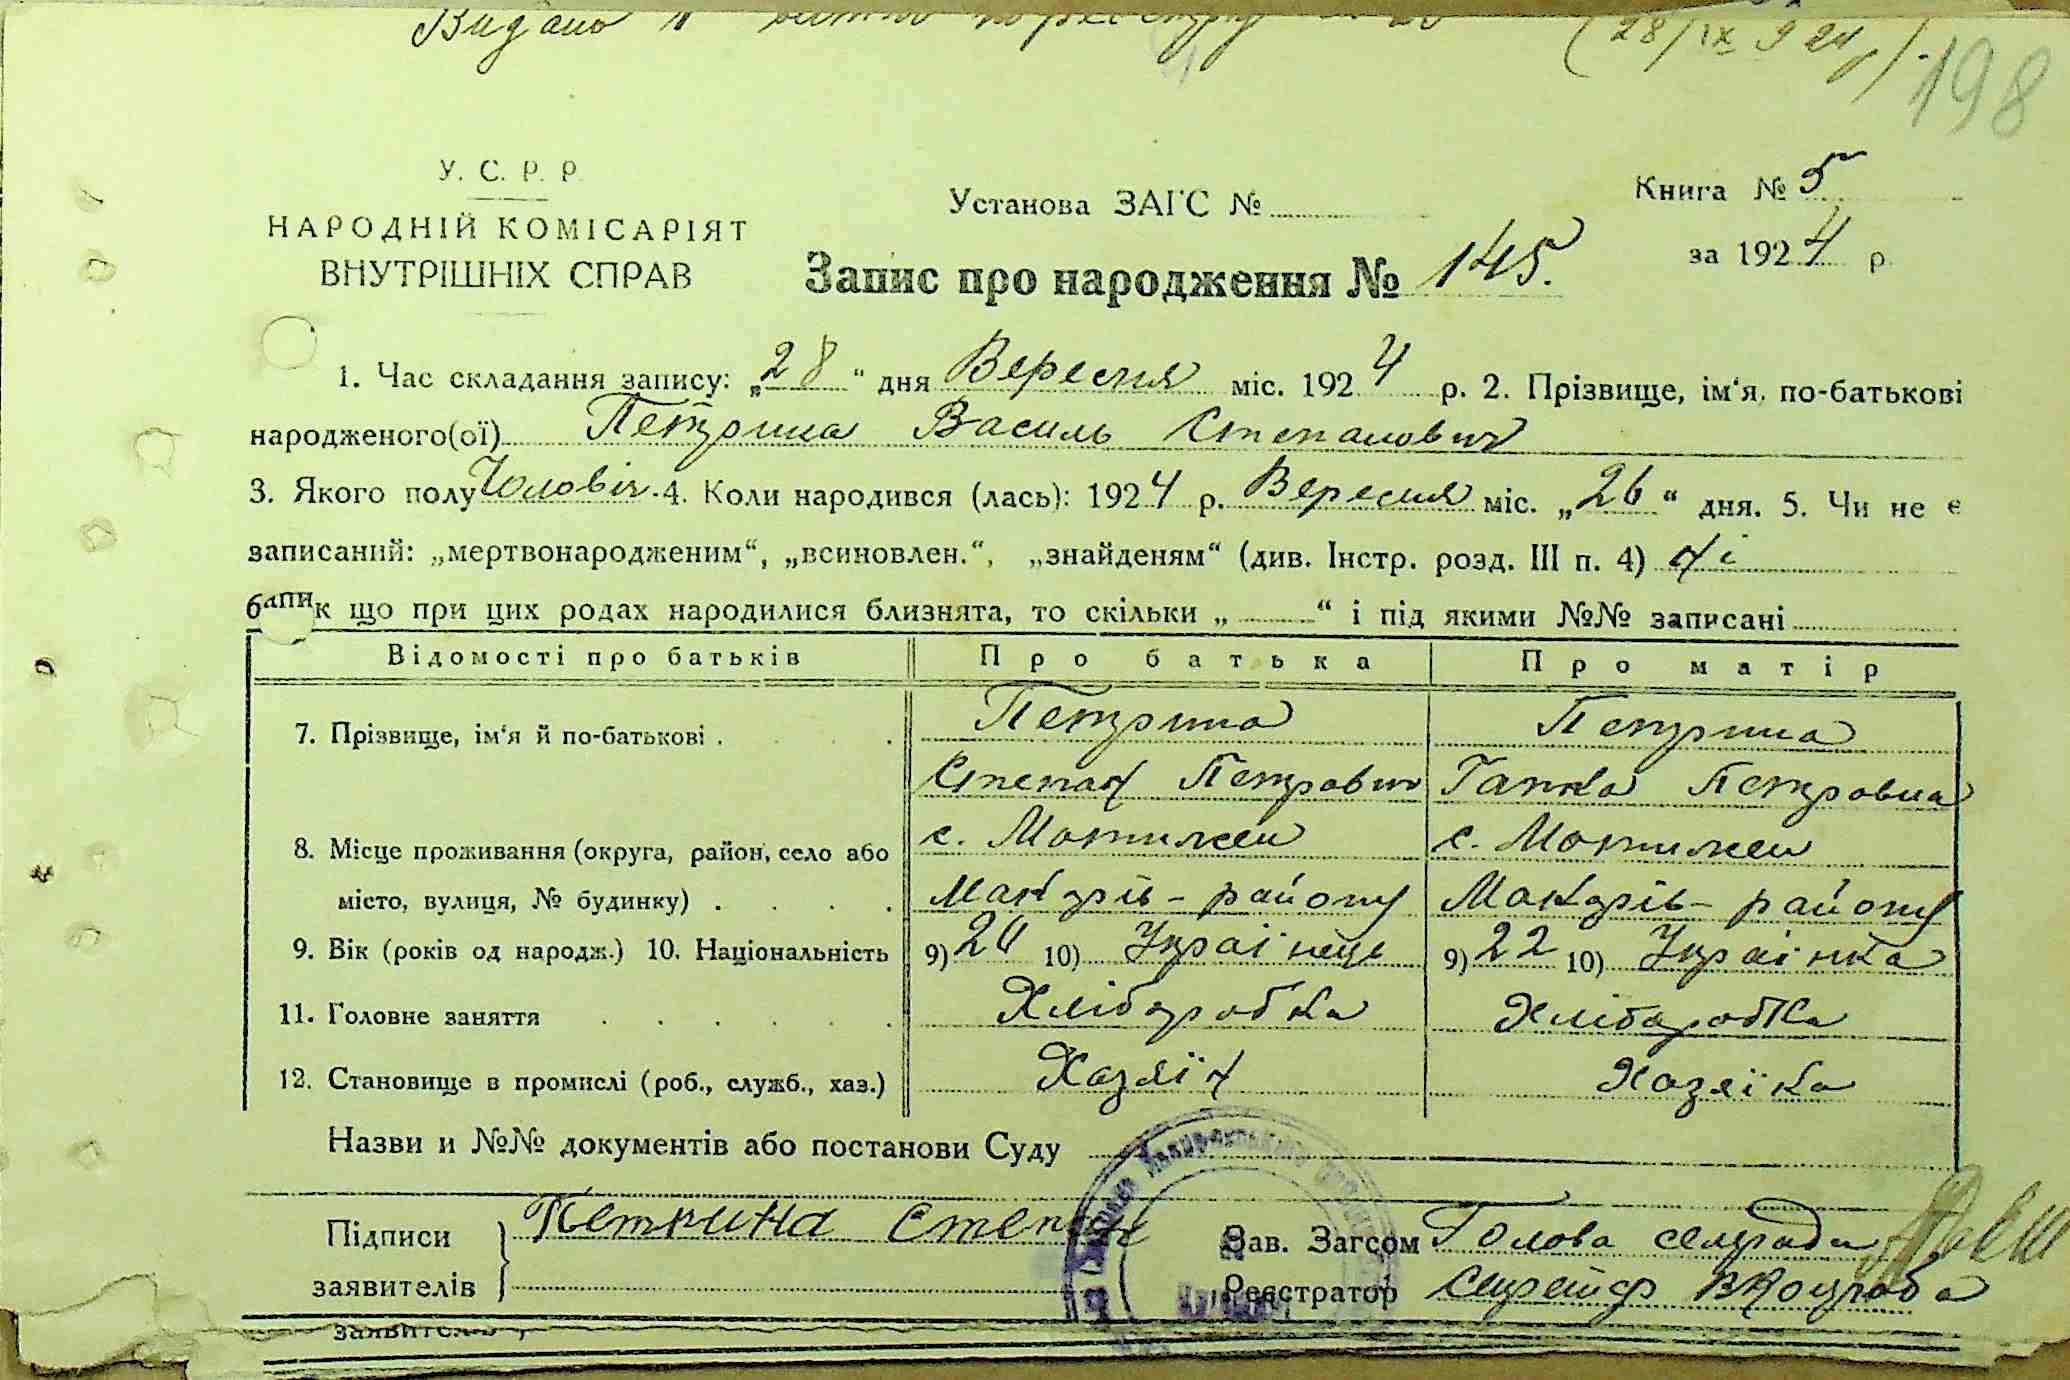 Видано
(28/IX 924 р).
198
У. С. Р. Р.
НАРОДНІЙ КОМІСАРІЯТ
ВНУТРІШНІХ СПРАВ
Установа ЗАГС №
Книга № 5
за 1924 р.
Запис про народження № 145.
1. Час складання запису: „28“ дня Вересня міс. 1924 р. 2. Прізвище, ім'я, по-батькові
народженого(ої) Петрина Василь Степанович
3. Якого полу Чоловіч. 4. Коли народився (лась): 1924 р. Вересня міс. „26“ дня. 5. Чи не є
записаний: „мертвонародженим“, „всиновлен.“, „знайденям“ (див. Інстр. розд. III п. 4) Ні
к що при цих родах народилися близнята, то скільки „ “ і під якими №№ записані
Відомості про батьків Про батька Про матір
7. Прізвище, ім'я й по-батькові . Петрина Петрина
Степан Петрович Ганка Петровна
8. Місце проживання (округа, район, село або с. Мотижен с. Мотижен
місто, вулиця, № будинку) . . . . Макарів-району Макарів-району
9. Вік (років од народж.) 10. Національність 9) 24 10) Українець 9) 22 10) Українка
11. Головне заняття . . . . . . Хліборобка Хліборобка
12. Становище в промислі (роб., служб., хаз.) Хазяїн Хазяїка
Назви и №№ документів або постанови Суду
Підписи Петрина Степан Зав. Загсом Голова сельради
заявителів Реєстратор Секретар
заявителів